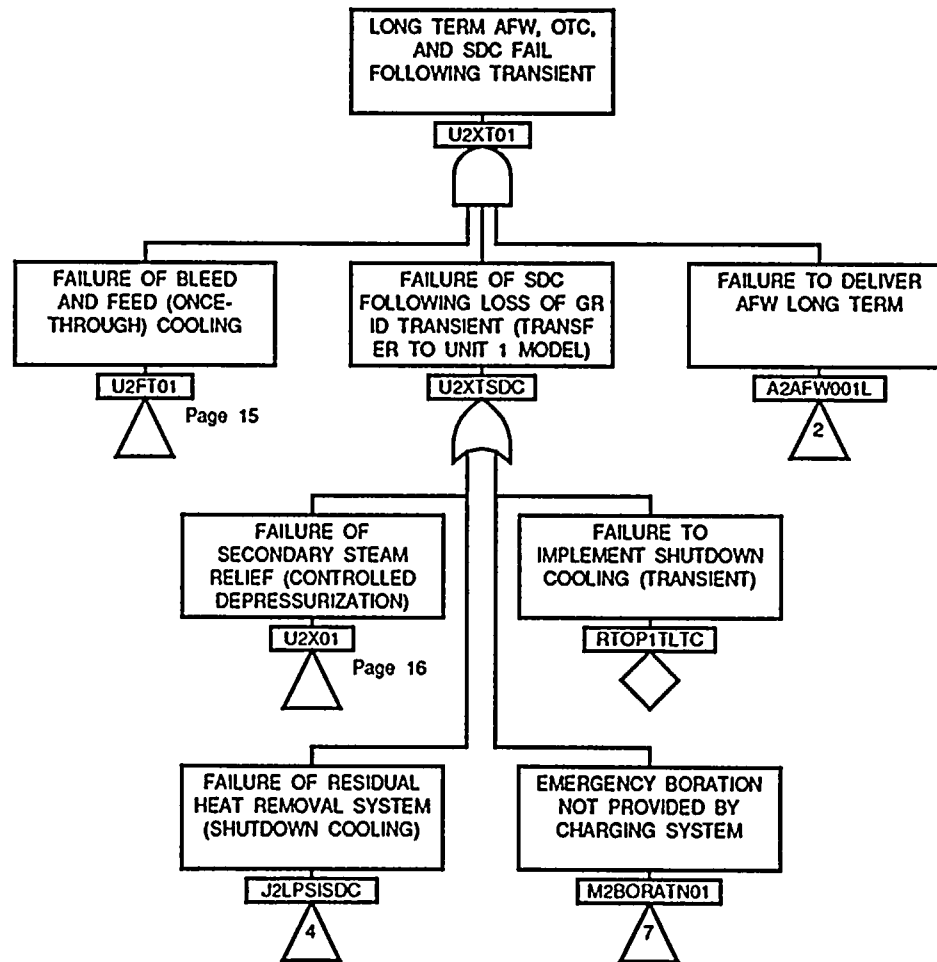 LONG TERM AFW, OTC,
AND SDC FAIL
FOLLOWING TRANSIENT
U2XT01
FAILURE OF BLEED
AND FEED (ONCE-
THROUGH) COOLING
U2FT01
Page 15
FAILURE OF SDC
FOLLOWING LOSS OF GR
ID TRANSIENT (TRANSF
ER TO UNIT 1 MODEL)
U2XTSDC
FAILURE TO DELIVER
AFW LONG TERM
A2AFW001L
2
FAILURE OF
SECONDARY STEAM
RELIEF (CONTROLLED
DEPRESSURIZATION)
U2X01
Page 16
FAILURE TO
IMPLEMENT SHUTDOWN
COOLING (TRANSIENT)
RTOP1TLTC
FAILURE OF RESIDUAL
HEAT REMOVAL SYSTEM
(SHUTDOWN COOLING)
J2LPSISDC
4
EMERGENCY BORATION
NOT PROVIDED BY
CHARGING SYSTEM
M2BORATN01
7